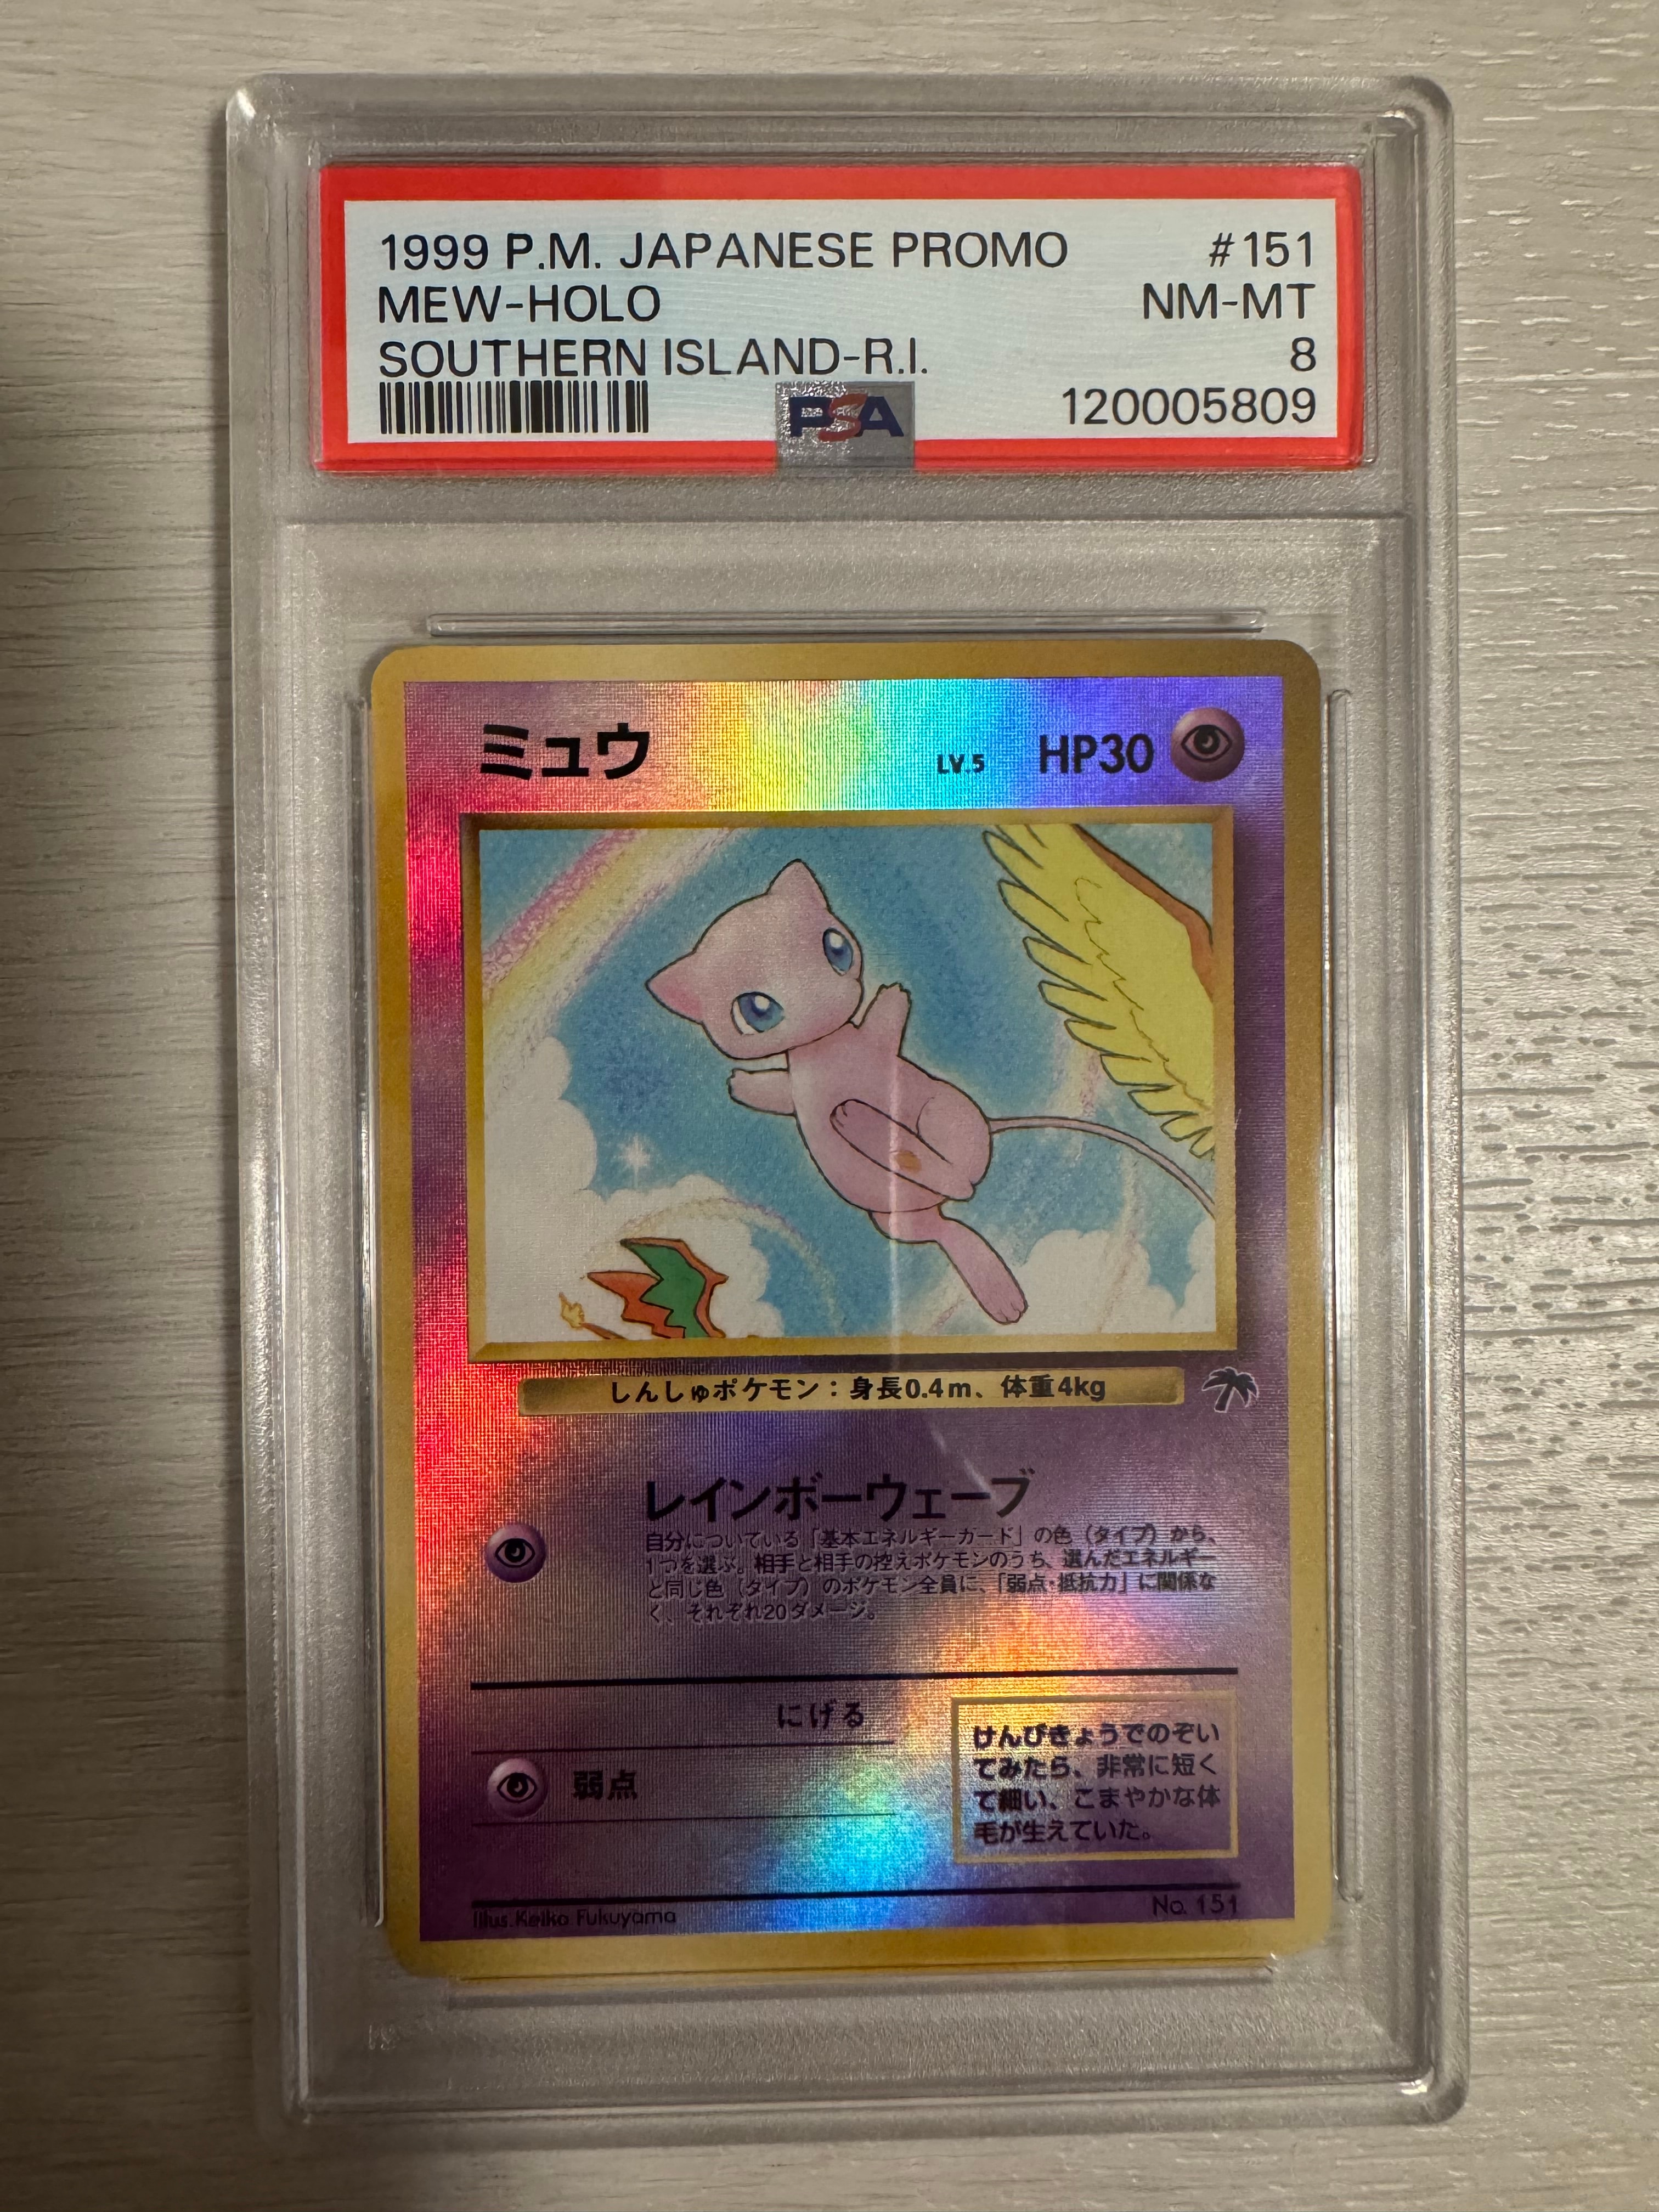 1999 P.M. JAPANESE PROMO #151
MEW-HOLO NM-MT
SOUTHERN ISLAND-R.I. 8
PSA 120005809
ミュウ LV.5 HP30
しんしゅポケモン：身長0.4m、体重4kg
レインボーウェーブ
自分についている「基本エネルギーカード」の色（タイプ）から、
1つを選ぶ。相手と相手の控えポケモンのうち、選んだエネルギー
と同じ色（タイプ）のポケモン全員に、「弱点・抵抗力」に関係な
く、それぞれ20ダメージ。
にげる
弱点
けんびきょうでのぞい
てみたら、非常に短く
て細い、こまやかな体
毛が生えていた。
Illus.Keiko Fukuyama No. 151